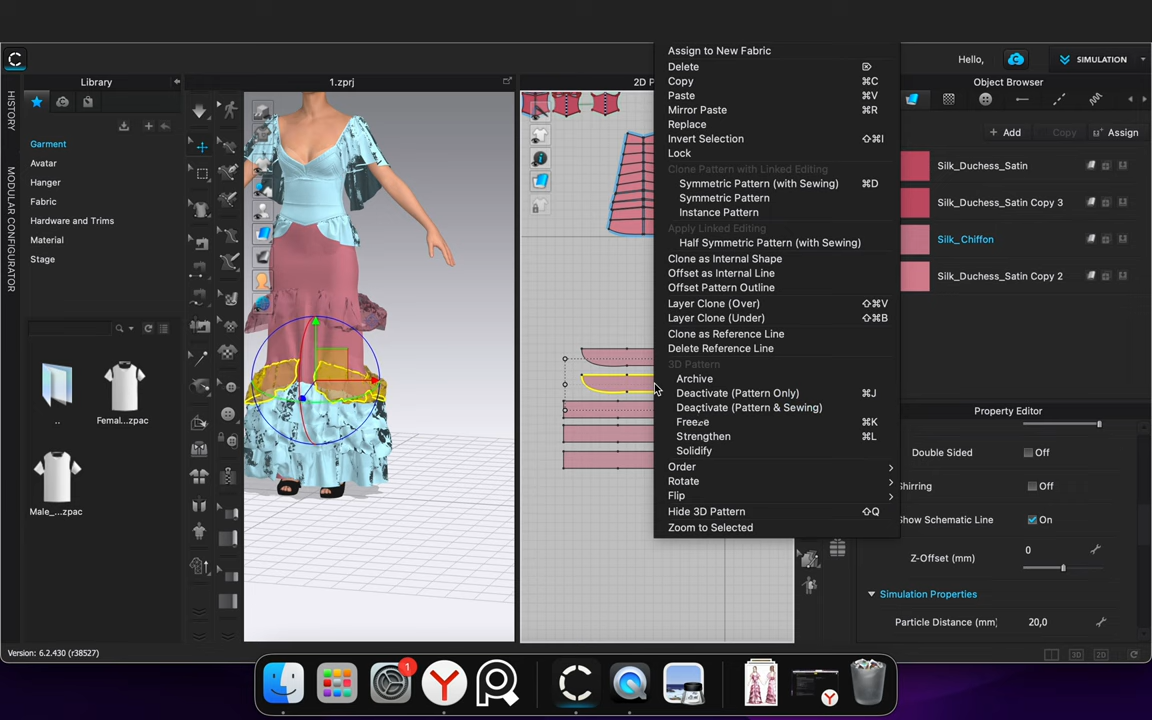 Hello,
SIMULATION
Library
1.zprj
2D P
Object Browser
HISTORY
MODULAR CONFIGURATOR
Garment
Avatar
Hanger
Fabric
Hardware and Trims
Material
Stage
..
Femal...zpac
Male_...zpac
Assign to New Fabric
Delete
Copy ⌘C
Paste ⌘V
Mirror Paste ⌘R
Replace
Invert Selection ⇧⌘I
Lock
Clone Pattern with Linked Editing
Symmetric Pattern (with Sewing) ⌘D
Symmetric Pattern
Instance Pattern
Apply Linked Editing
Half Symmetric Pattern (with Sewing)
Clone as Internal Shape
Offset as Internal Line
Offset Pattern Outline
Layer Clone (Over) ⇧⌘V
Layer Clone (Under) ⇧⌘B
Clone as Reference Line
Delete Reference Line
3D Pattern
Archive
Deactivate (Pattern Only) ⌘J
Deactivate (Pattern & Sewing)
Freeze ⌘K
Strengthen ⌘L
Solidify
Order
Rotate
Flip
Hide 3D Pattern ⇧Q
Zoom to Selected
Add
Copy
Assign
Silk_Duchess_Satin
Silk_Duchess_Satin Copy 3
Silk_Chiffon
Silk_Duchess_Satin Copy 2
Property Editor
Double Sided Off
Shirring Off
Show Schematic Line On
Z-Offset (mm) 0
Simulation Properties
Particle Distance (mm) 20,0
Version: 6.2.430 (r38527)
3D
2D
1